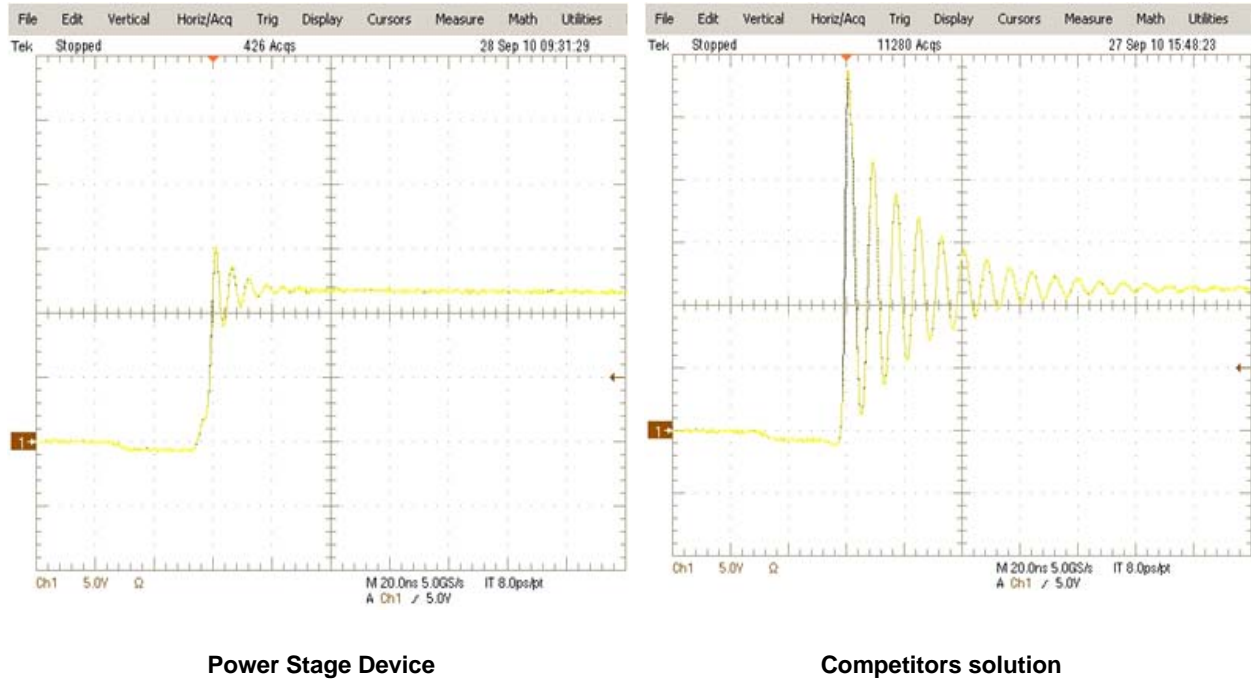 File Edit Vertical Horiz/Acq Trig Display Cursors Measure Math Utilities
Tek Stopped 426 Acqs 28 Sep 10 09:31:29
1
Ch1 5.0V Ω M 20.0ns 5.0GS/s IT 8.0ps/pt
A Ch1 / 5.0V
Power Stage Device
File Edit Vertical Horiz/Acq Trig Display Cursors Measure Math Utilities
Tek Stopped 11280 Acqs 27 Sep 10 15:48:23
1
Ch1 5.0V Ω M 20.0ns 5.0GS/s IT 8.0ps/pt
A Ch1 / 5.0V
Competitors solution